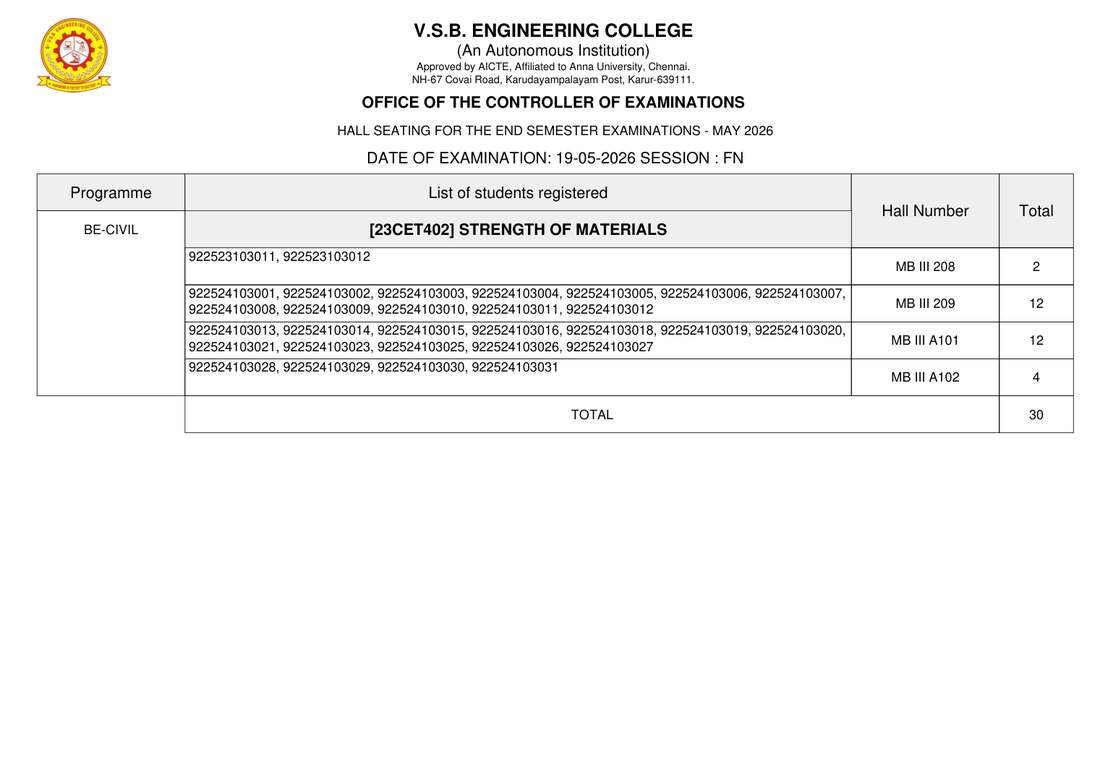 V.S.B. ENGINEERING COLLEGE
(An Autonomous Institution)
Approved by AICTE, Affiliated to Anna University, Chennai.
NH-67 Covai Road, Karudayampalayam Post, Karur-639111.
OFFICE OF THE CONTROLLER OF EXAMINATIONS
HALL SEATING FOR THE END SEMESTER EXAMINATIONS - MAY 2026
DATE OF EXAMINATION: 19-05-2026 SESSION : FN
Programme List of students registered Hall Number Total
BE-CIVIL [23CET402] STRENGTH OF MATERIALS
922523103011, 922523103012 MB III 208 2
922524103001, 922524103002, 922524103003, 922524103004, 922524103005, 922524103006, 922524103007,
922524103008, 922524103009, 922524103010, 922524103011, 922524103012 MB III 209 12
922524103013, 922524103014, 922524103015, 922524103016, 922524103018, 922524103019, 922524103020,
922524103021, 922524103023, 922524103025, 922524103026, 922524103027 MB III A101 12
922524103028, 922524103029, 922524103030, 922524103031 MB III A102 4
TOTAL 30